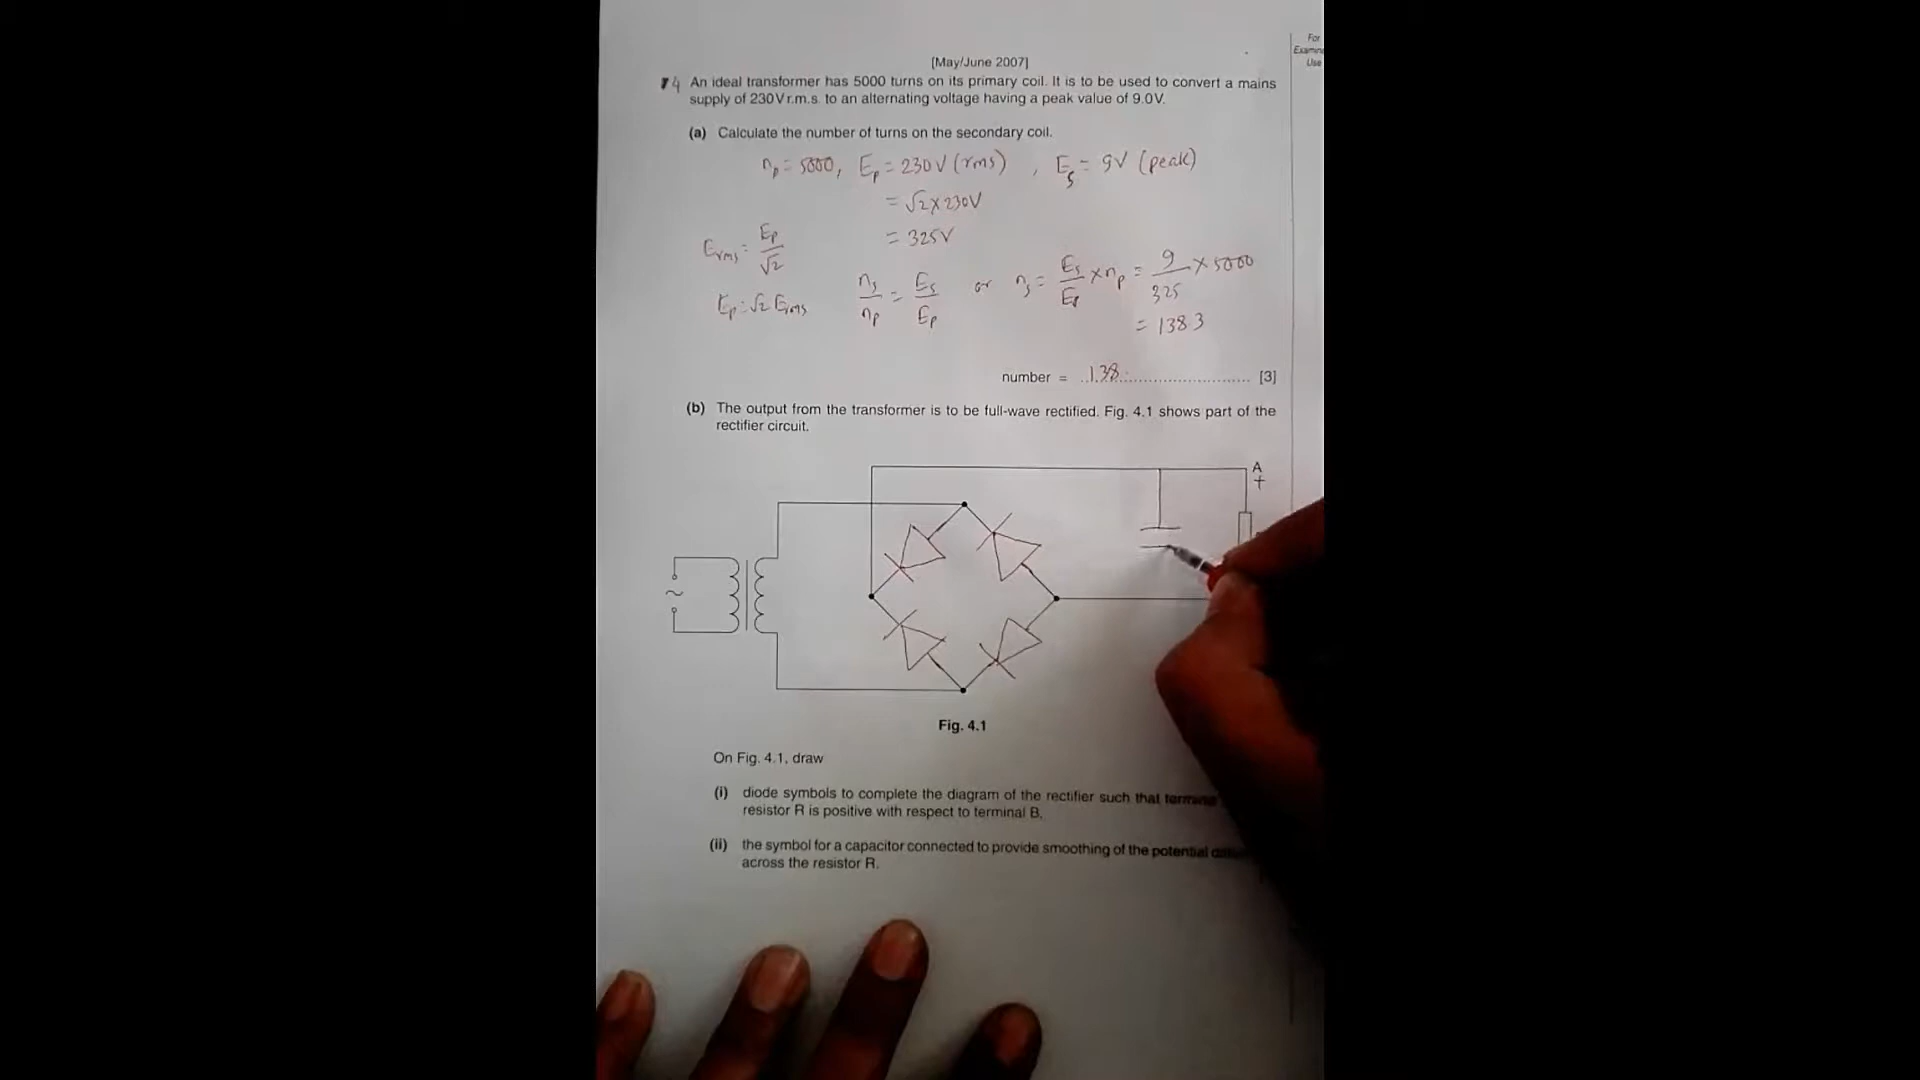 For
Use
[May/June 2007]
4 An ideal transformer has 5000 turns on its primary coil. It is to be used to convert a mains
supply of 230V r.m.s. to an alternating voltage having a peak value of 9.0V.
(a) Calculate the number of turns on the secondary coil.
np = 5000, Ep = 230V (rms), Es = 9V (peak)
= √2 × 230V
= 325V
Erms = Ep/√2
Ep = √2 Erms
ns/np = Es/Ep or ns = Es/Ep × np = 9/325 × 5000
= 138 3
number = ..138.............................. [3]
(b) The output from the transformer is to be full-wave rectified. Fig. 4.1 shows part of the
rectifier circuit.
A
+
~
Fig. 4.1
On Fig. 4.1, draw
(i) diode symbols to complete the diagram of the rectifier such that
resistor R is positive with respect to terminal B,
(ii) the symbol for a capacitor connected to provide smoothing of the potential
across the resistor R.